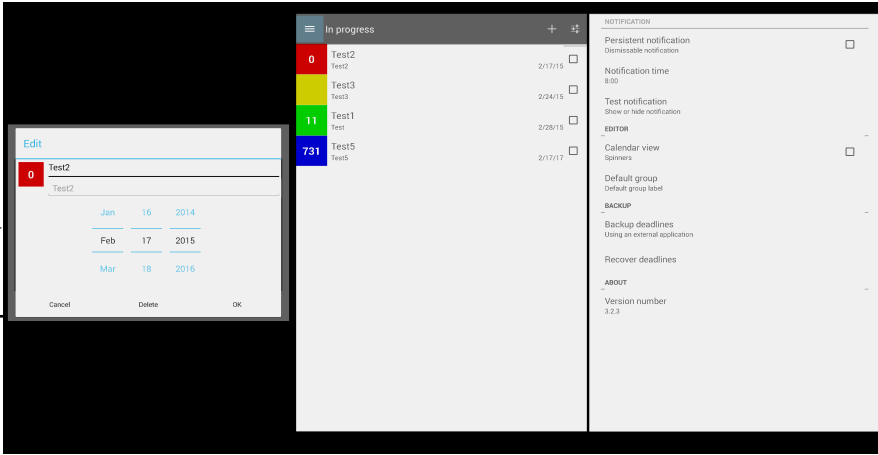 Edit
0
Test2
Test2
Jan 16 2014
Feb 17 2015
Mar 18 2016
Cancel Delete OK
In progress
0 Test2
Test2 2/17/15
Test3
Test3 2/24/15
11 Test1
Test 2/28/15
731 Test5
Test5 2/17/17
NOTIFICATION
Persistent notification
Dismissable notification
Notification time
8:00
Test notification
Show or hide notification
EDITOR
Calendar view
Spinners
Default group
Default group label
BACKUP
Backup deadlines
Using an external application
Recover deadlines
ABOUT
Version number
3.2.3